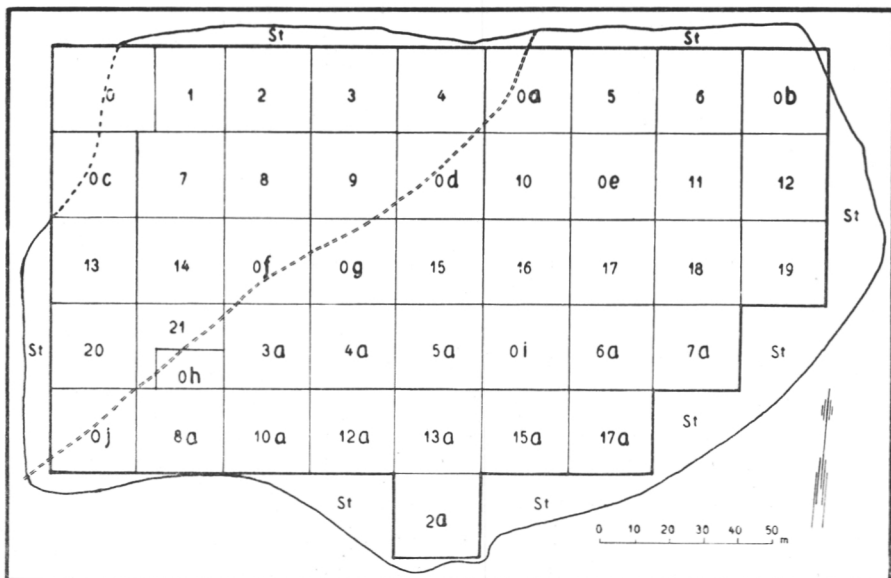 St St
0 1 2 3 4 0a 5 6 0b
0c 7 8 9 0d 10 0e 11 12
St
13 14 0f 0g 15 16 17 18 19
21
St 20 3a 4a 5a 0i 6a 7a St
0h
0j 8a 10a 12a 13a 15a 17a St
St 2a St
0 10 20 30 40 50 m